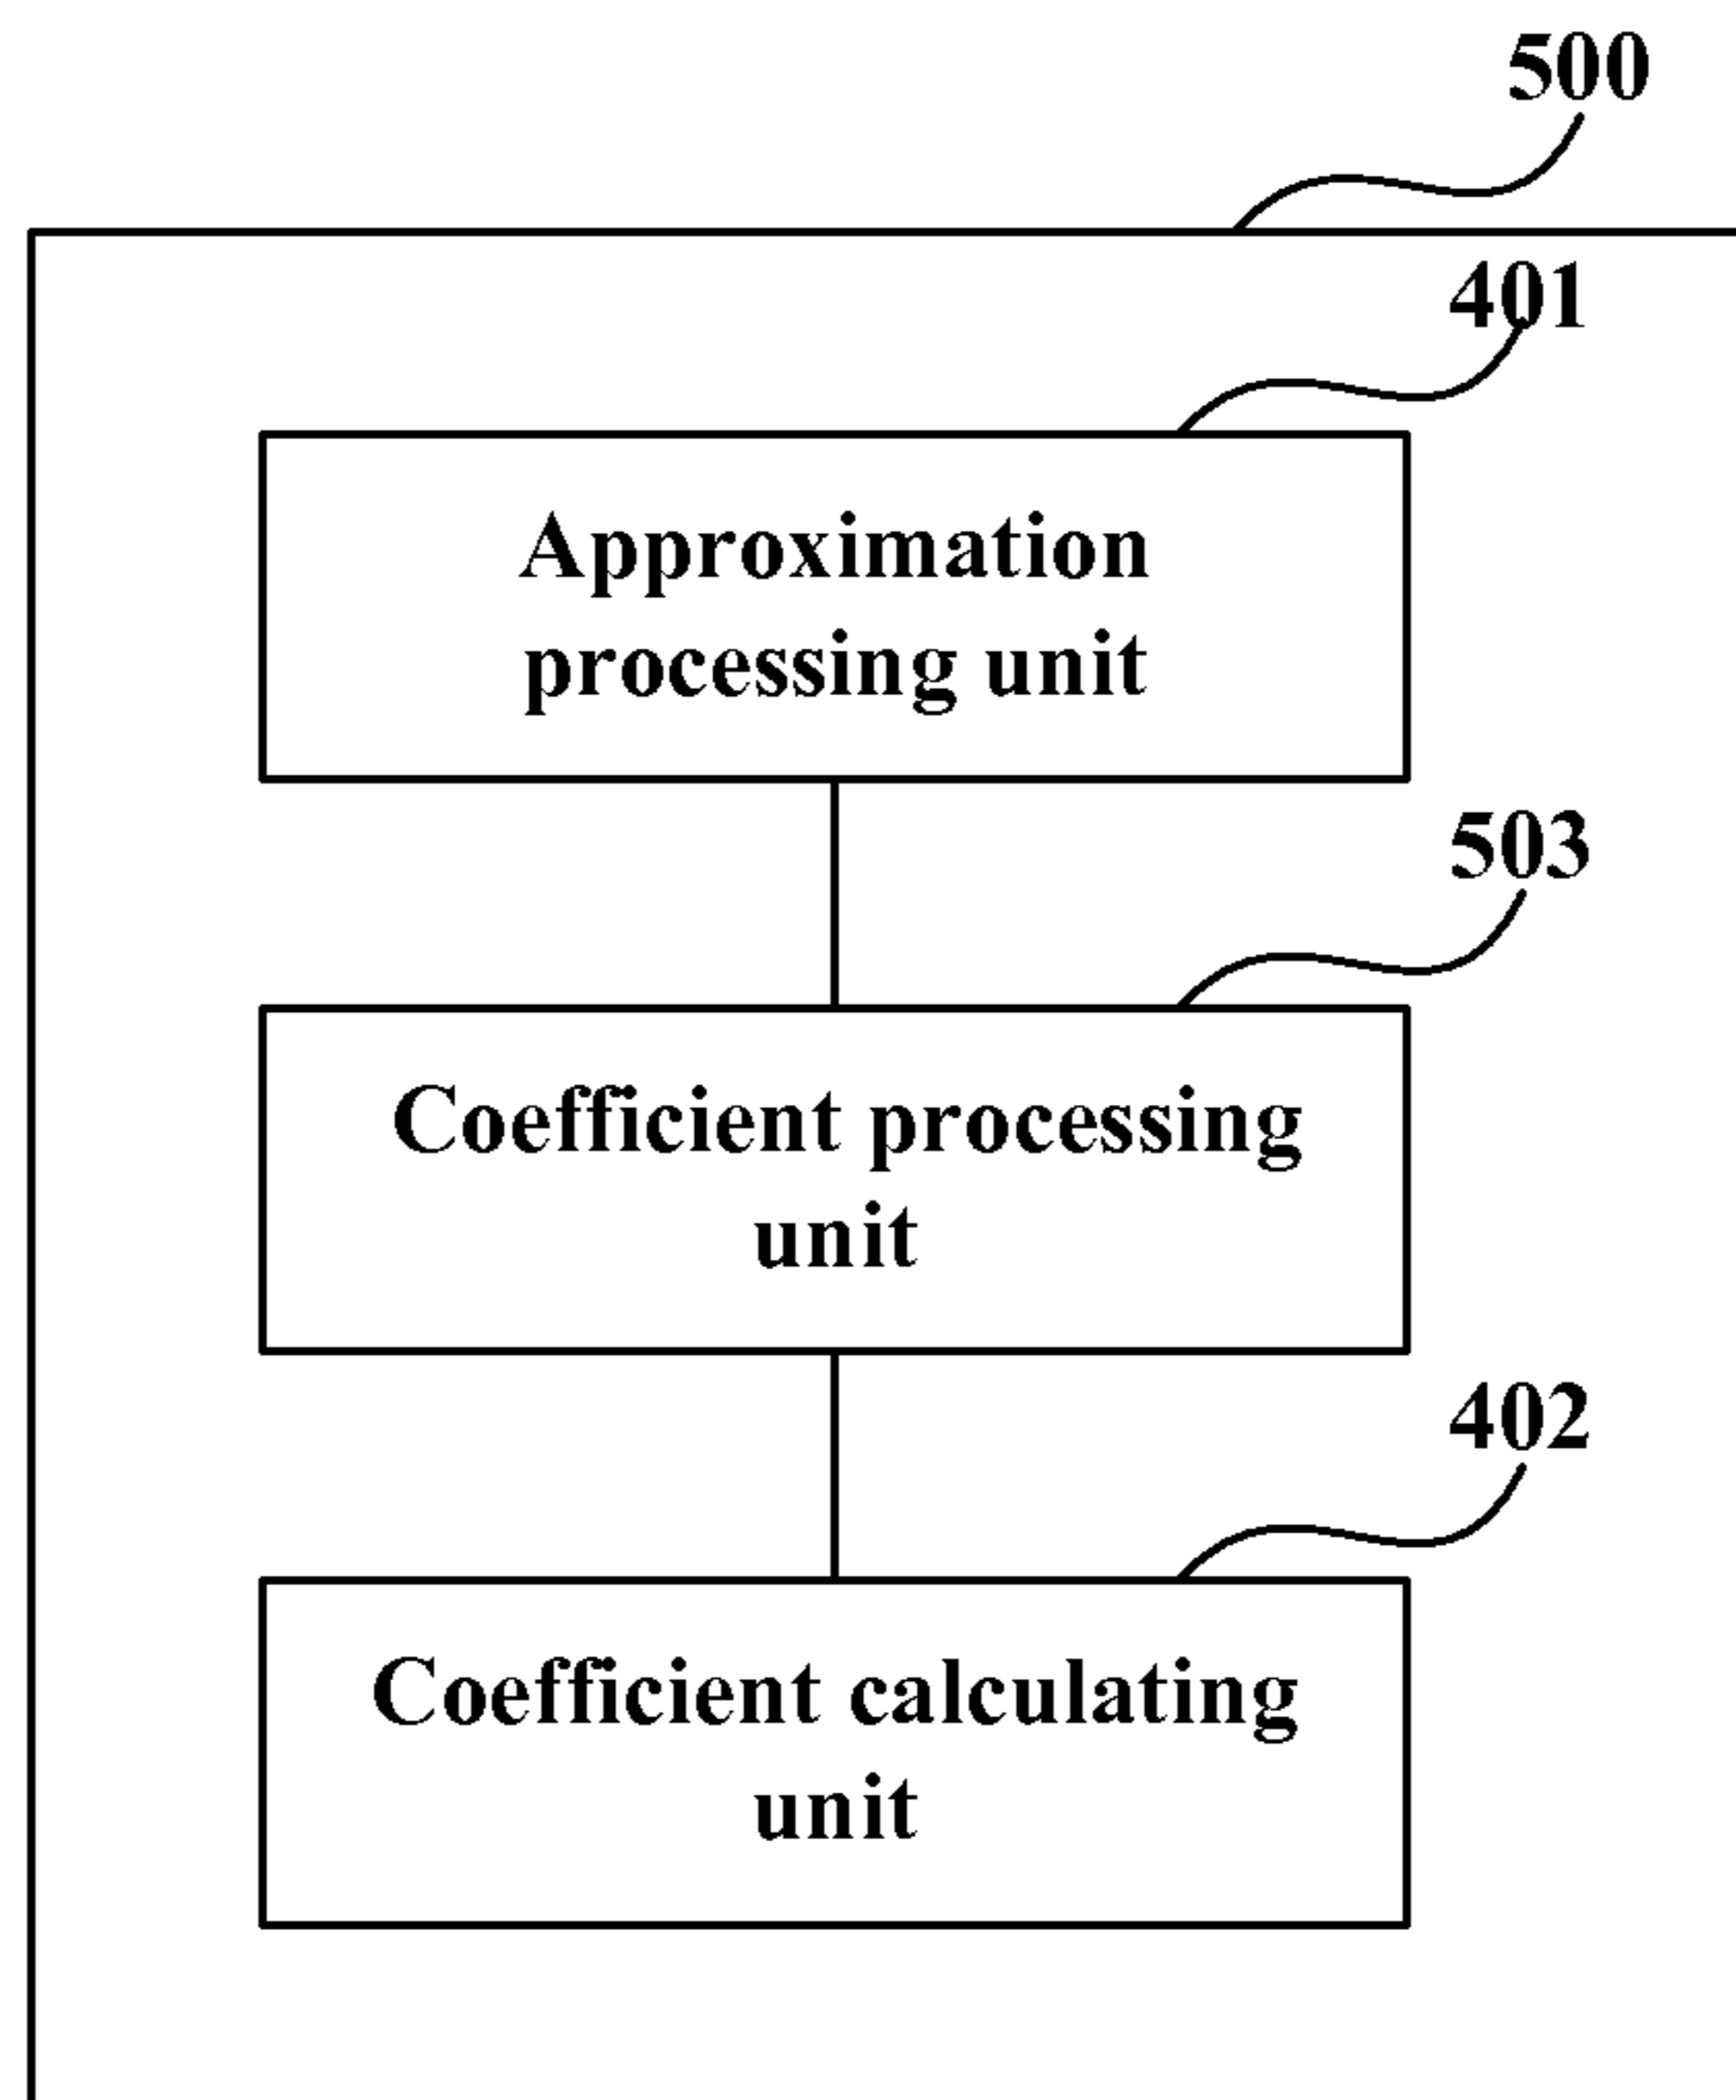 500
401
Approximation
processing unit
503
Coefficient processing
unit
402
Coefficient calculating
unit